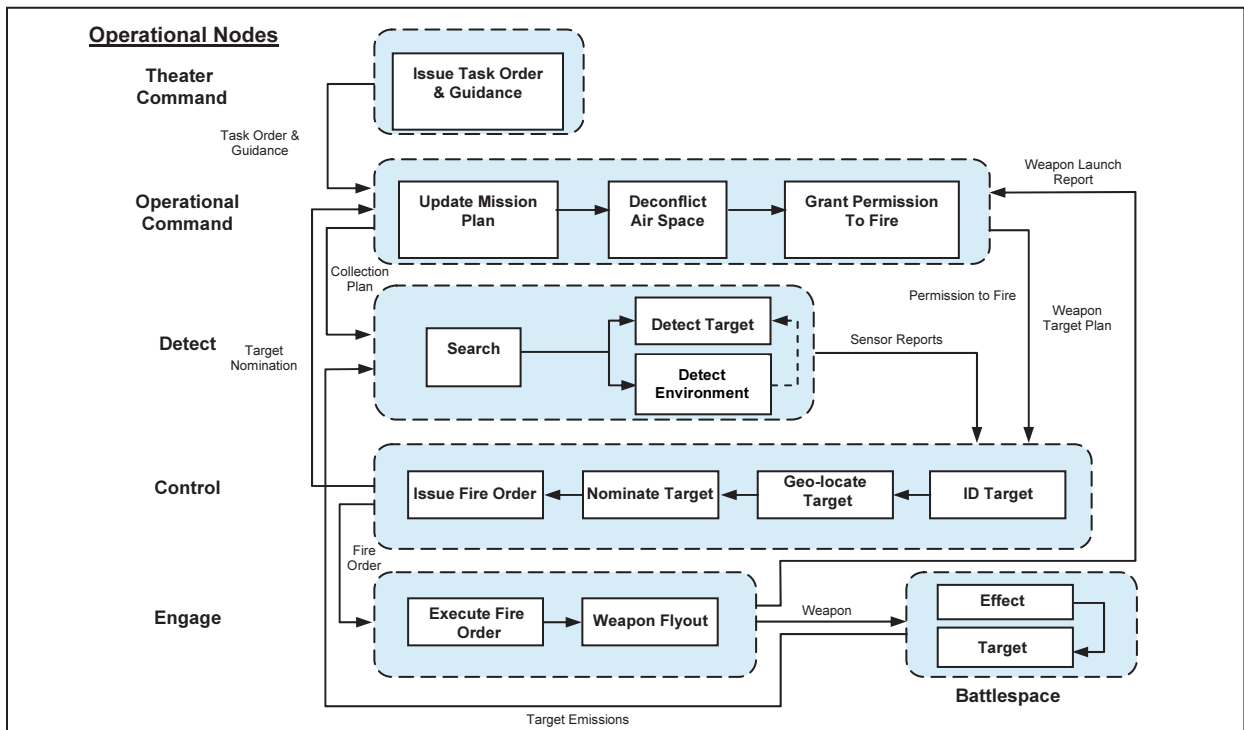 Operational Nodes
Theater
Command
Issue Task Order
& Guidance
Task Order &
Guidance
Weapon Launch
Report
Operational
Command
Update Mission
Plan
Deconflict
Air Space
Grant Permission
To Fire
Collection
Plan
Permission to Fire
Weapon
Target Plan
Detect
Target
Nomination
Search
Detect Target
Detect
Environment
Sensor Reports
Control
Issue Fire Order
Nominate Target
Geo-locate
Target
ID Target
Fire
Order
Engage
Execute Fire
Order
Weapon Flyout
Weapon
Effect
Target
Battlespace
Target Emissions